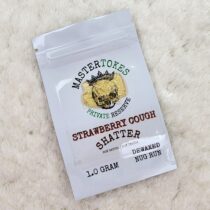 MASTERTOKES
PRIVATE RESERVE
STRAWBERRY COUGH
SHATTER
DEWAXED
1.0 GRAM
NUG RUN